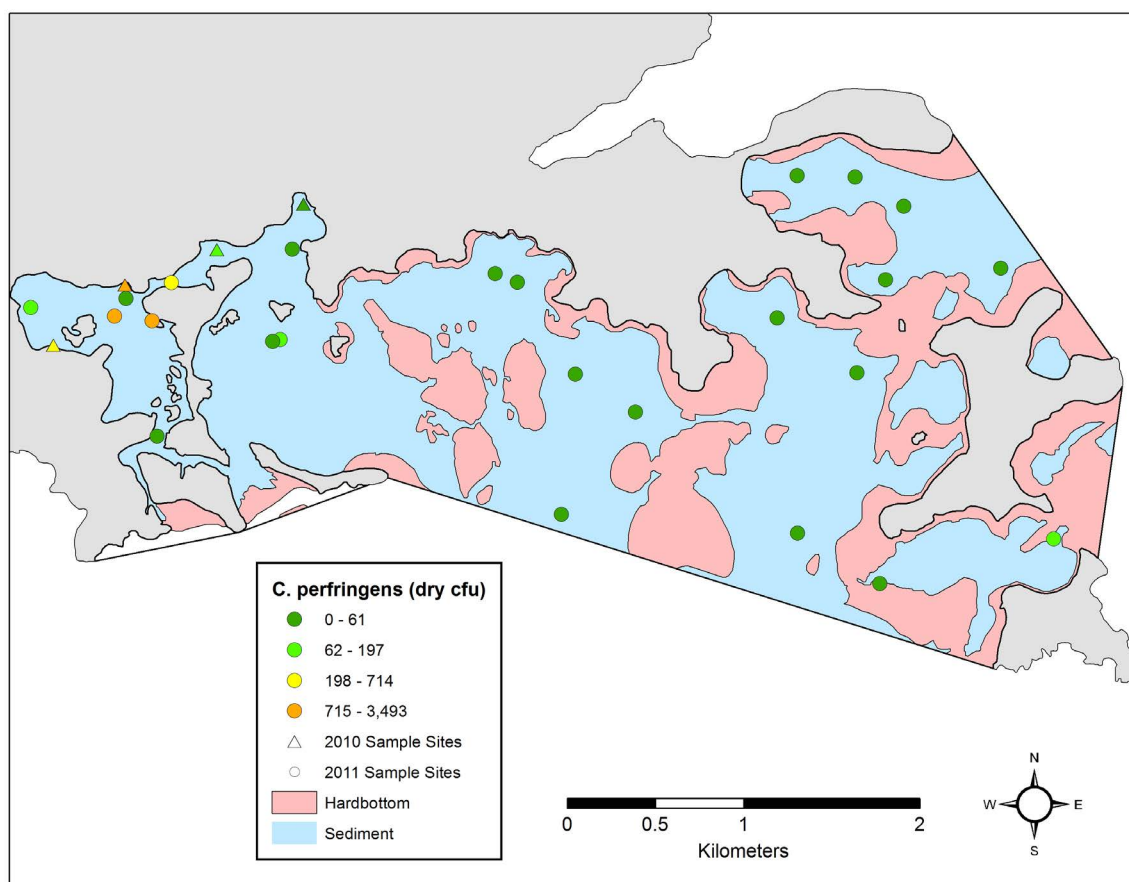 C. perfringens (dry cfu)
0 - 61
62 - 197
198 - 714
715 - 3,493
2010 Sample Sites
2011 Sample Sites
Hardbottom
Sediment
0 0.5 1 2
Kilometers
N
W E
S